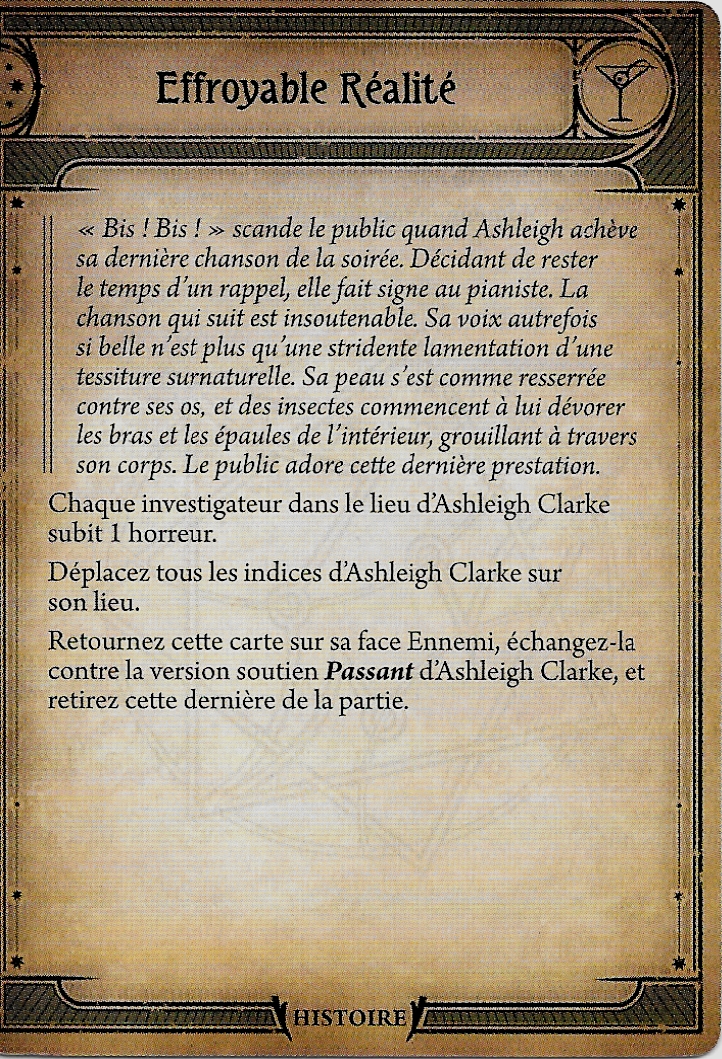 Effroyable Réalité
« Bis ! Bis ! » scande le public quand Ashleigh achève
sa dernière chanson de la soirée. Décidant de rester
le temps d’un rappel, elle fait signe au pianiste. La
chanson qui suit est insoutenable. Sa voix autrefois
si belle n’est plus qu’une stridente lamentation d’une
tessiture surnaturelle. Sa peau s’est comme resserrée
contre ses os, et des insectes commencent à lui dévorer
les bras et les épaules de l’intérieur, grouillant à travers
son corps. Le public adore cette dernière prestation.
Chaque investigateur dans le lieu d’Ashleigh Clarke
subit 1 horreur.
Déplacez tous les indices d’Ashleigh Clarke sur
son lieu.
Retournez cette carte sur sa face Ennemi, échangez-la
contre la version soutien Passant d’Ashleigh Clarke, et
retirez cette dernière de la partie.
HISTOIRE